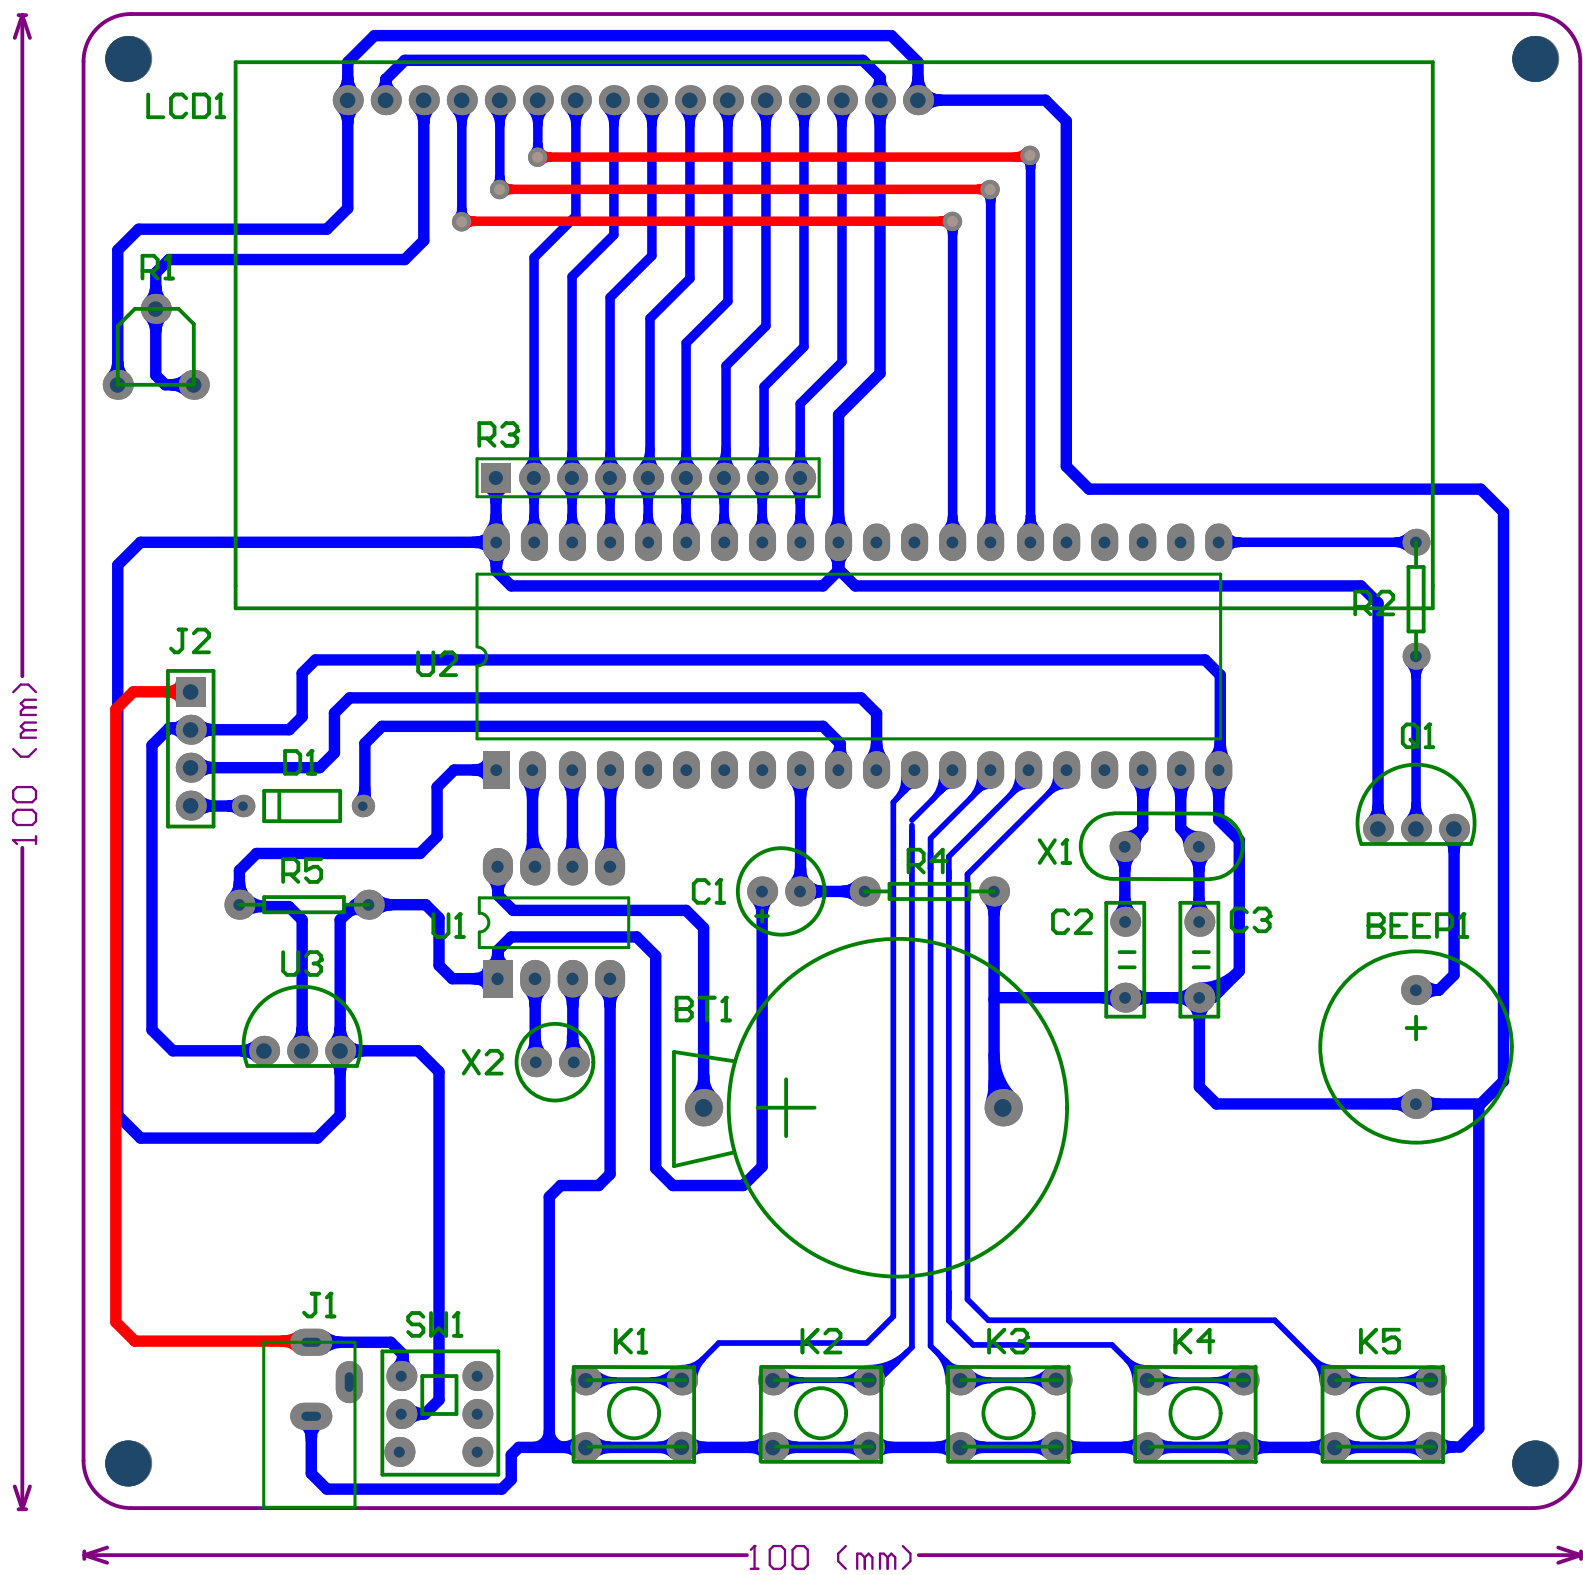 LCD1
R1
R3
R2
J2
U2
Q1
D1
X1
R4
R5
C1
U1
C2
C3
BEEP1
U3
BT1
X2
J1
SW1
K1
K2
K3
K4
K5
100 (mm)
100 (mm)